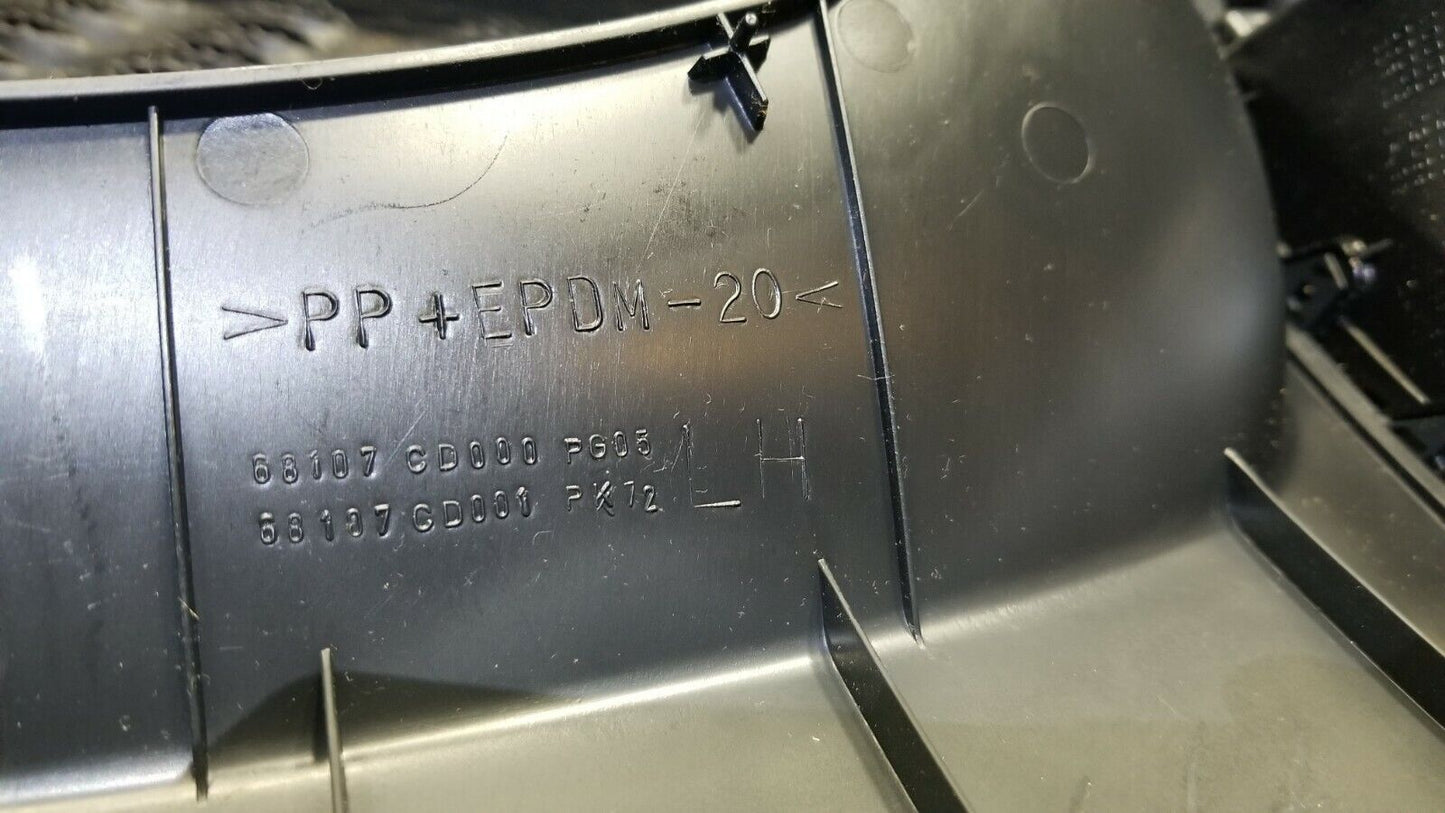 >PP+EPDM-20<
68107 CD000 PG05
68107 CD001 PK72
LH